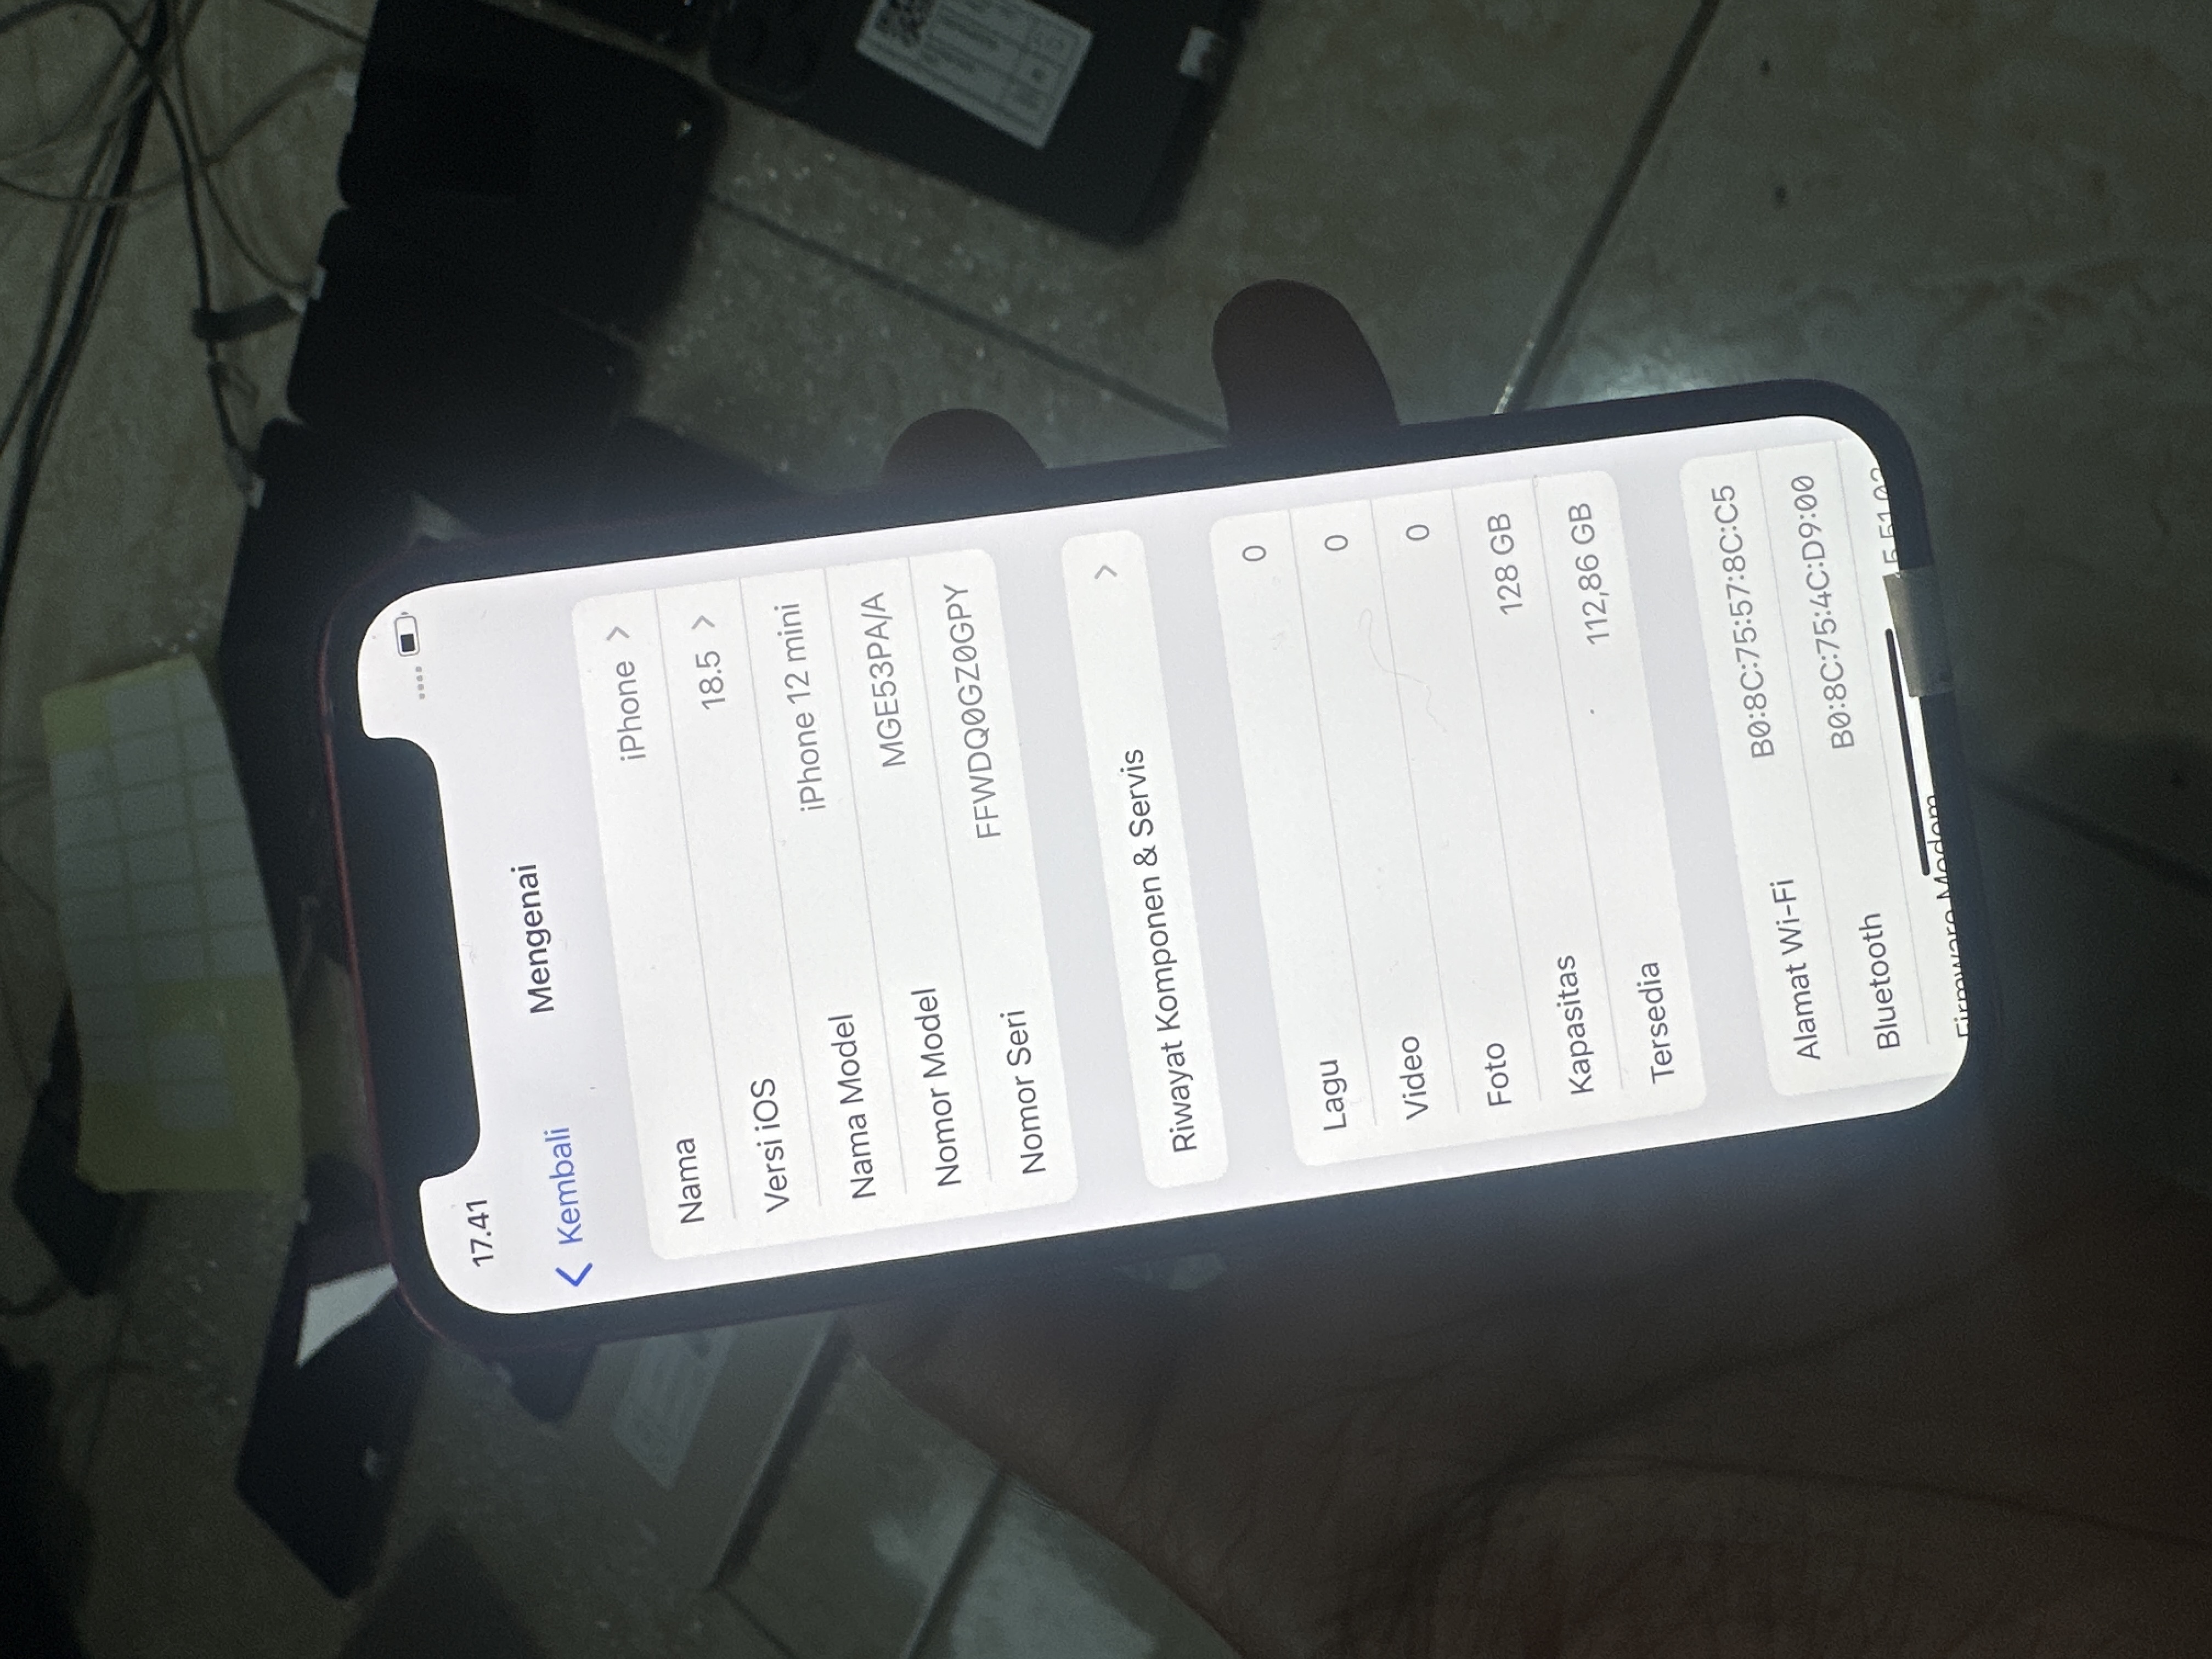 17.41
Kembali
Mengenai
Nama
iPhone
Versi iOS
18.5
Nama Model
iPhone 12 mini
Nomor Model
MGE53PA/A
Nomor Seri
FFWDQ0GZ0GPY
Riwayat Komponen & Servis
Lagu
0
Video
0
Foto
0
Kapasitas
128 GB
Tersedia
112,86 GB
Alamat Wi-Fi
B0:8C:75:57:8C:C5
Bluetooth
B0:8C:75:4C:D9:00
Firmware Modem